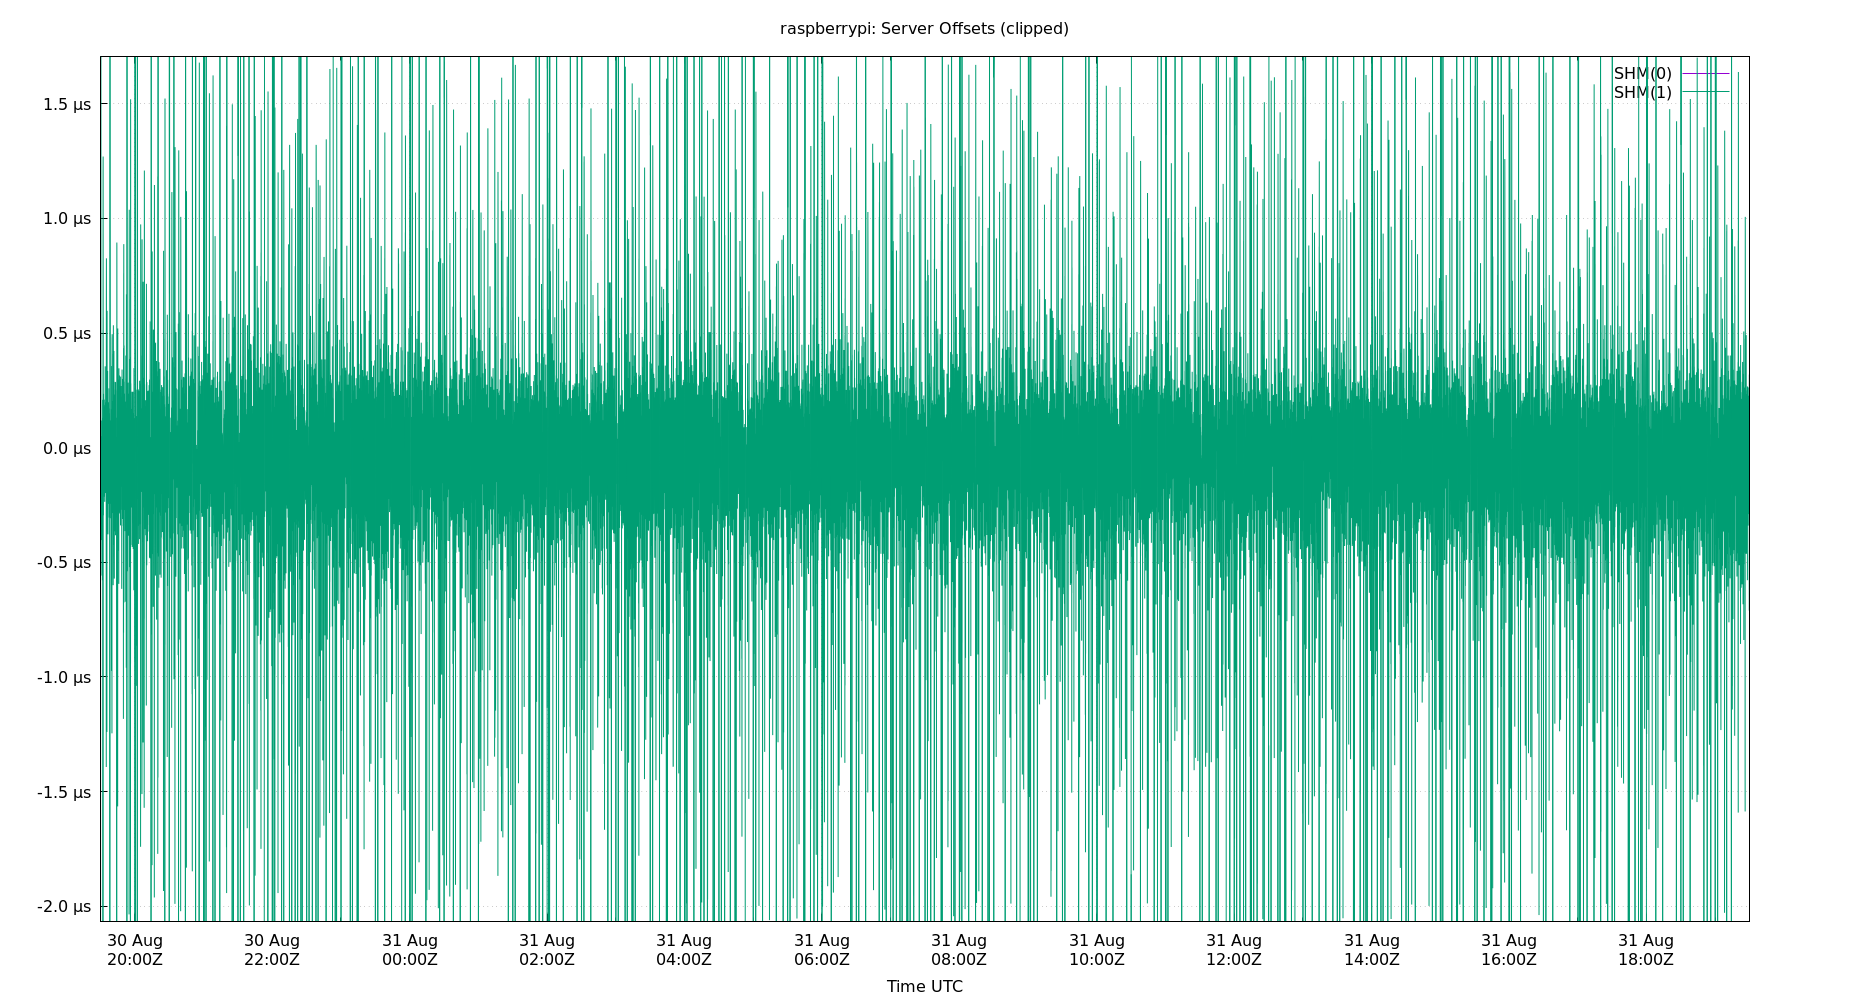 raspberrypi: Server Offsets (clipped)
SHM(0)
SHM(1)
1.5 µs
1.0 µs
0.5 µs
0.0 µs
-0.5 µs
-1.0 µs
-1.5 µs
-2.0 µs
30 Aug 30 Aug 31 Aug 31 Aug 31 Aug 31 Aug 31 Aug 31 Aug 31 Aug 31 Aug 31 Aug 31 Aug
20:00Z 22:00Z 00:00Z 02:00Z 04:00Z 06:00Z 08:00Z 10:00Z 12:00Z 14:00Z 16:00Z 18:00Z
Time UTC